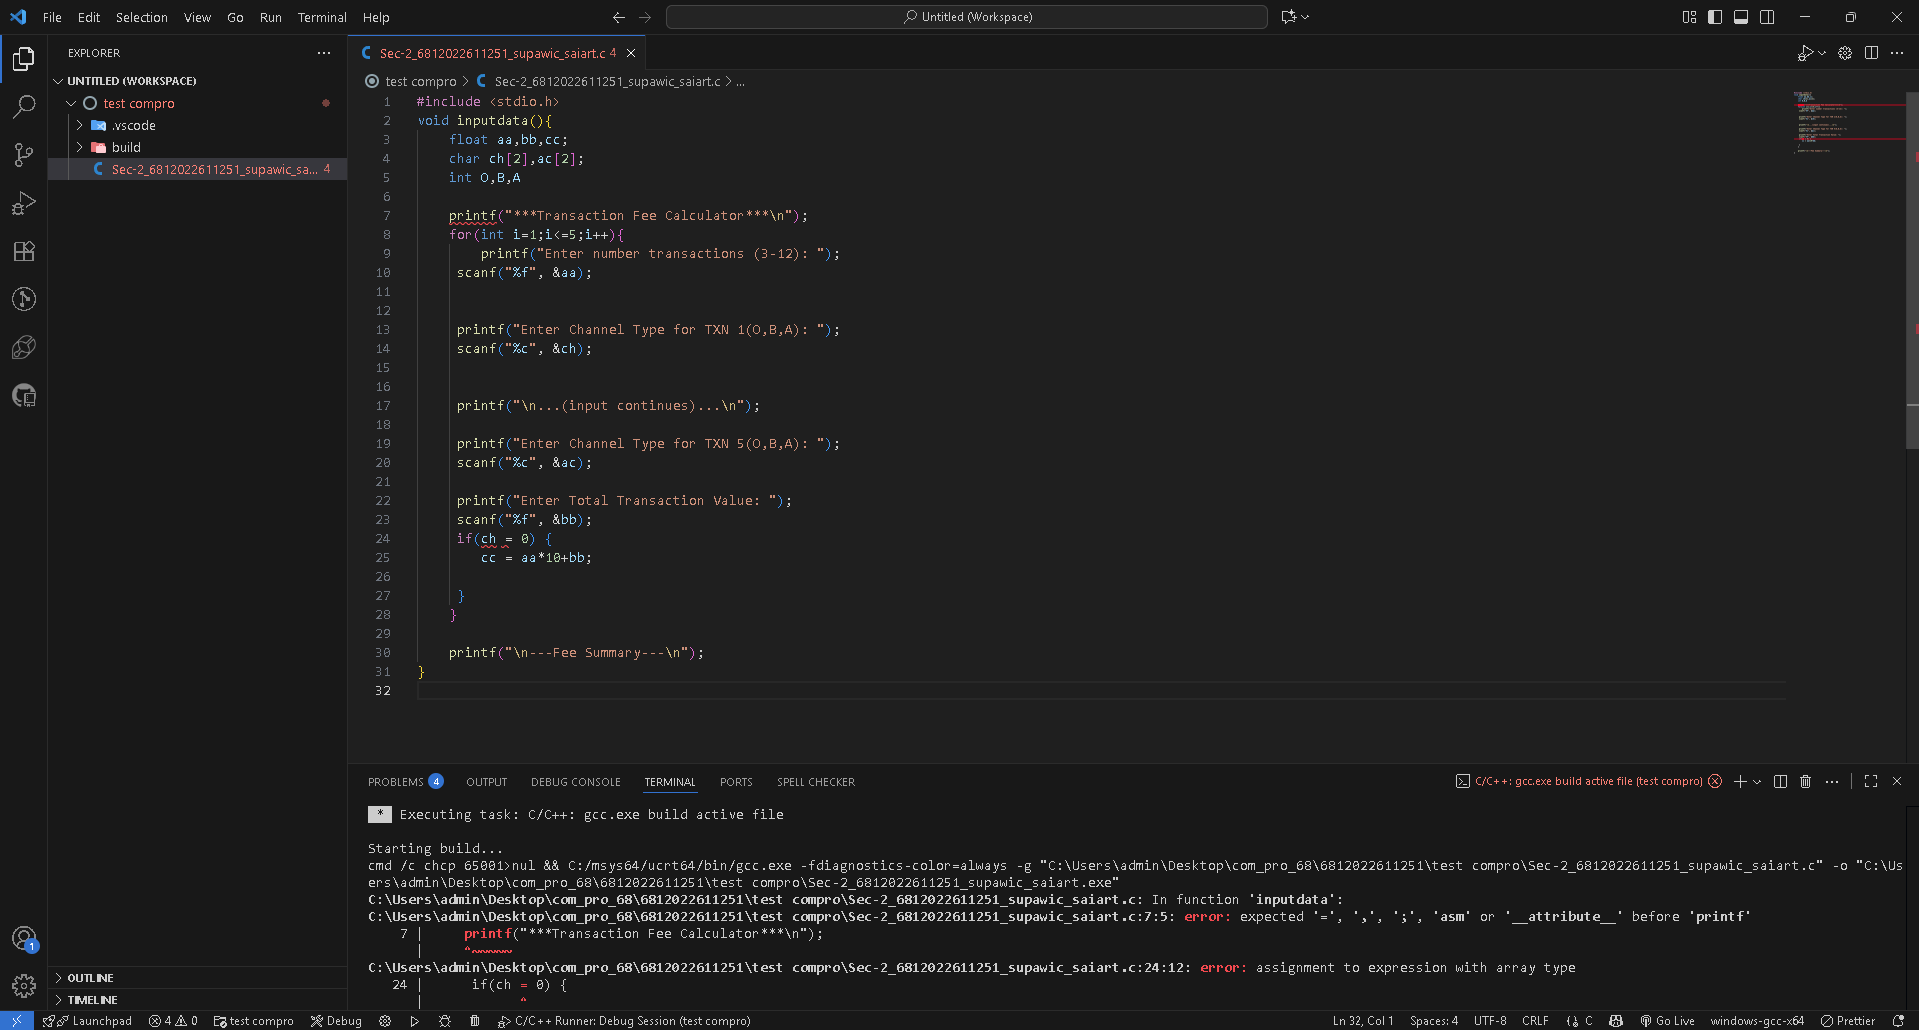 File Edit Selection View Go Run Terminal Help
Untitled (Workspace)
EXPLORER
UNTITLED (WORKSPACE)
test compro
.vscode
build
Sec-2_6812022611251_supawic_sa... 4
Sec-2_6812022611251_supawic_saiart.c 4
test compro > Sec-2_6812022611251_supawic_saiart.c > ...
1 #include <stdio.h>
2 void inputdata(){
3 float aa,bb,cc;
4 char ch[2],ac[2];
5 int O,B,A
6
7 printf("***Transaction Fee Calculator***\n");
8 for(int i=1;i<=5;i++){
9 printf("Enter number transactions (3-12): ");
10 scanf("%f", &aa);
11
12
13 printf("Enter Channel Type for TXN 1(O,B,A): ");
14 scanf("%c", &ch);
15
16
17 printf("\n...(input continues)...\n");
18
19 printf("Enter Channel Type for TXN 5(O,B,A): ");
20 scanf("%c", &ac);
21
22 printf("Enter Total Transaction Value: ");
23 scanf("%f", &bb);
24 if(ch = 0) {
25 cc = aa*10+bb;
26
27 }
28 }
29
30 printf("\n---Fee Summary---\n");
31 }
32
PROBLEMS 4 OUTPUT DEBUG CONSOLE TERMINAL PORTS SPELL CHECKER
C/C++: gcc.exe build active file (test compro)
* Executing task: C/C++: gcc.exe build active file
Starting build...
cmd /c chcp 65001>nul && C:/msys64/ucrt64/bin/gcc.exe -fdiagnostics-color=always -g "C:\Users\admin\Desktop\com_pro_68\6812022611251\test compro\Sec-2_6812022611251_supawic_saiart.c" -o "C:\Us
ers\admin\Desktop\com_pro_68\6812022611251\test compro\Sec-2_6812022611251_supawic_saiart.exe"
C:\Users\admin\Desktop\com_pro_68\6812022611251\test compro\Sec-2_6812022611251_supawic_saiart.c: In function 'inputdata':
C:\Users\admin\Desktop\com_pro_68\6812022611251\test compro\Sec-2_6812022611251_supawic_saiart.c:7:5: error: expected '=', ',', ';', 'asm' or '__attribute__' before 'printf'
7 | printf("***Transaction Fee Calculator***\n");
| ^~~~~~
C:\Users\admin\Desktop\com_pro_68\6812022611251\test compro\Sec-2_6812022611251_supawic_saiart.c:24:12: error: assignment to expression with array type
24 | if(ch = 0) {
| ^
1
OUTLINE
TIMELINE
Launchpad 4 0 test compro Debug C/C++ Runner: Debug Session (test compro) Ln 32, Col 1 Spaces: 4 UTF-8 CRLF {} C Go Live windows-gcc-x64 Prettier